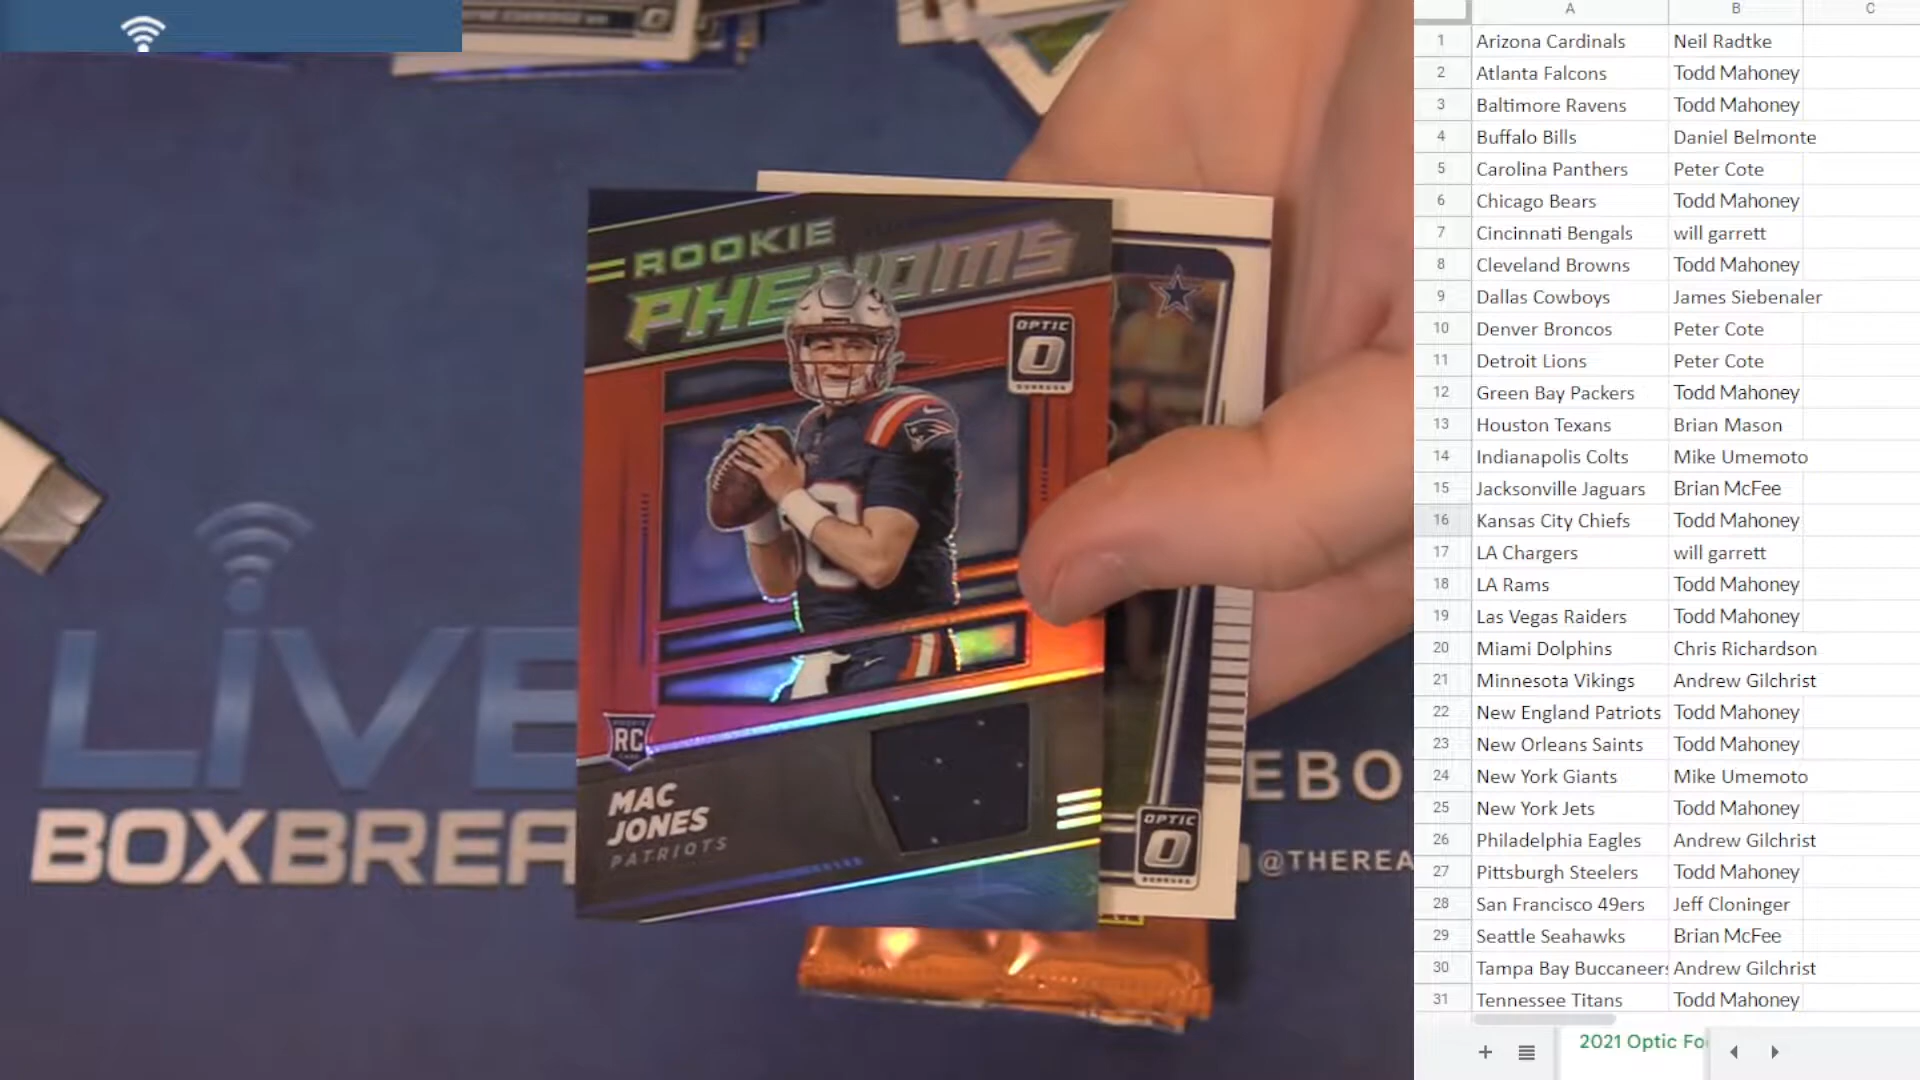 ROOKIE
PHENOMS
OPTIC
O
DONRUSS
ROOKIE
RC
CARD
MAC
JONES
PATRIOTS
OPTIC
O
DONRUSS
LIVE
BOXBREA
EBO
@THEREA
A B C
1 Arizona Cardinals Neil Radtke
2 Atlanta Falcons Todd Mahoney
3 Baltimore Ravens Todd Mahoney
4 Buffalo Bills Daniel Belmonte
5 Carolina Panthers Peter Cote
6 Chicago Bears Todd Mahoney
7 Cincinnati Bengals will garrett
8 Cleveland Browns Todd Mahoney
9 Dallas Cowboys James Siebenaler
10 Denver Broncos Peter Cote
11 Detroit Lions Peter Cote
12 Green Bay Packers Todd Mahoney
13 Houston Texans Brian Mason
14 Indianapolis Colts Mike Umemoto
15 Jacksonville Jaguars Brian McFee
16 Kansas City Chiefs Todd Mahoney
17 LA Chargers will garrett
18 LA Rams Todd Mahoney
19 Las Vegas Raiders Todd Mahoney
20 Miami Dolphins Chris Richardson
21 Minnesota Vikings Andrew Gilchrist
22 New England Patriots Todd Mahoney
23 New Orleans Saints Todd Mahoney
24 New York Giants Mike Umemoto
25 New York Jets Todd Mahoney
26 Philadelphia Eagles Andrew Gilchrist
27 Pittsburgh Steelers Todd Mahoney
28 San Francisco 49ers Jeff Cloninger
29 Seattle Seahawks Brian McFee
30 Tampa Bay Buccaneers Andrew Gilchrist
31 Tennessee Titans Todd Mahoney
2021 Optic Fo